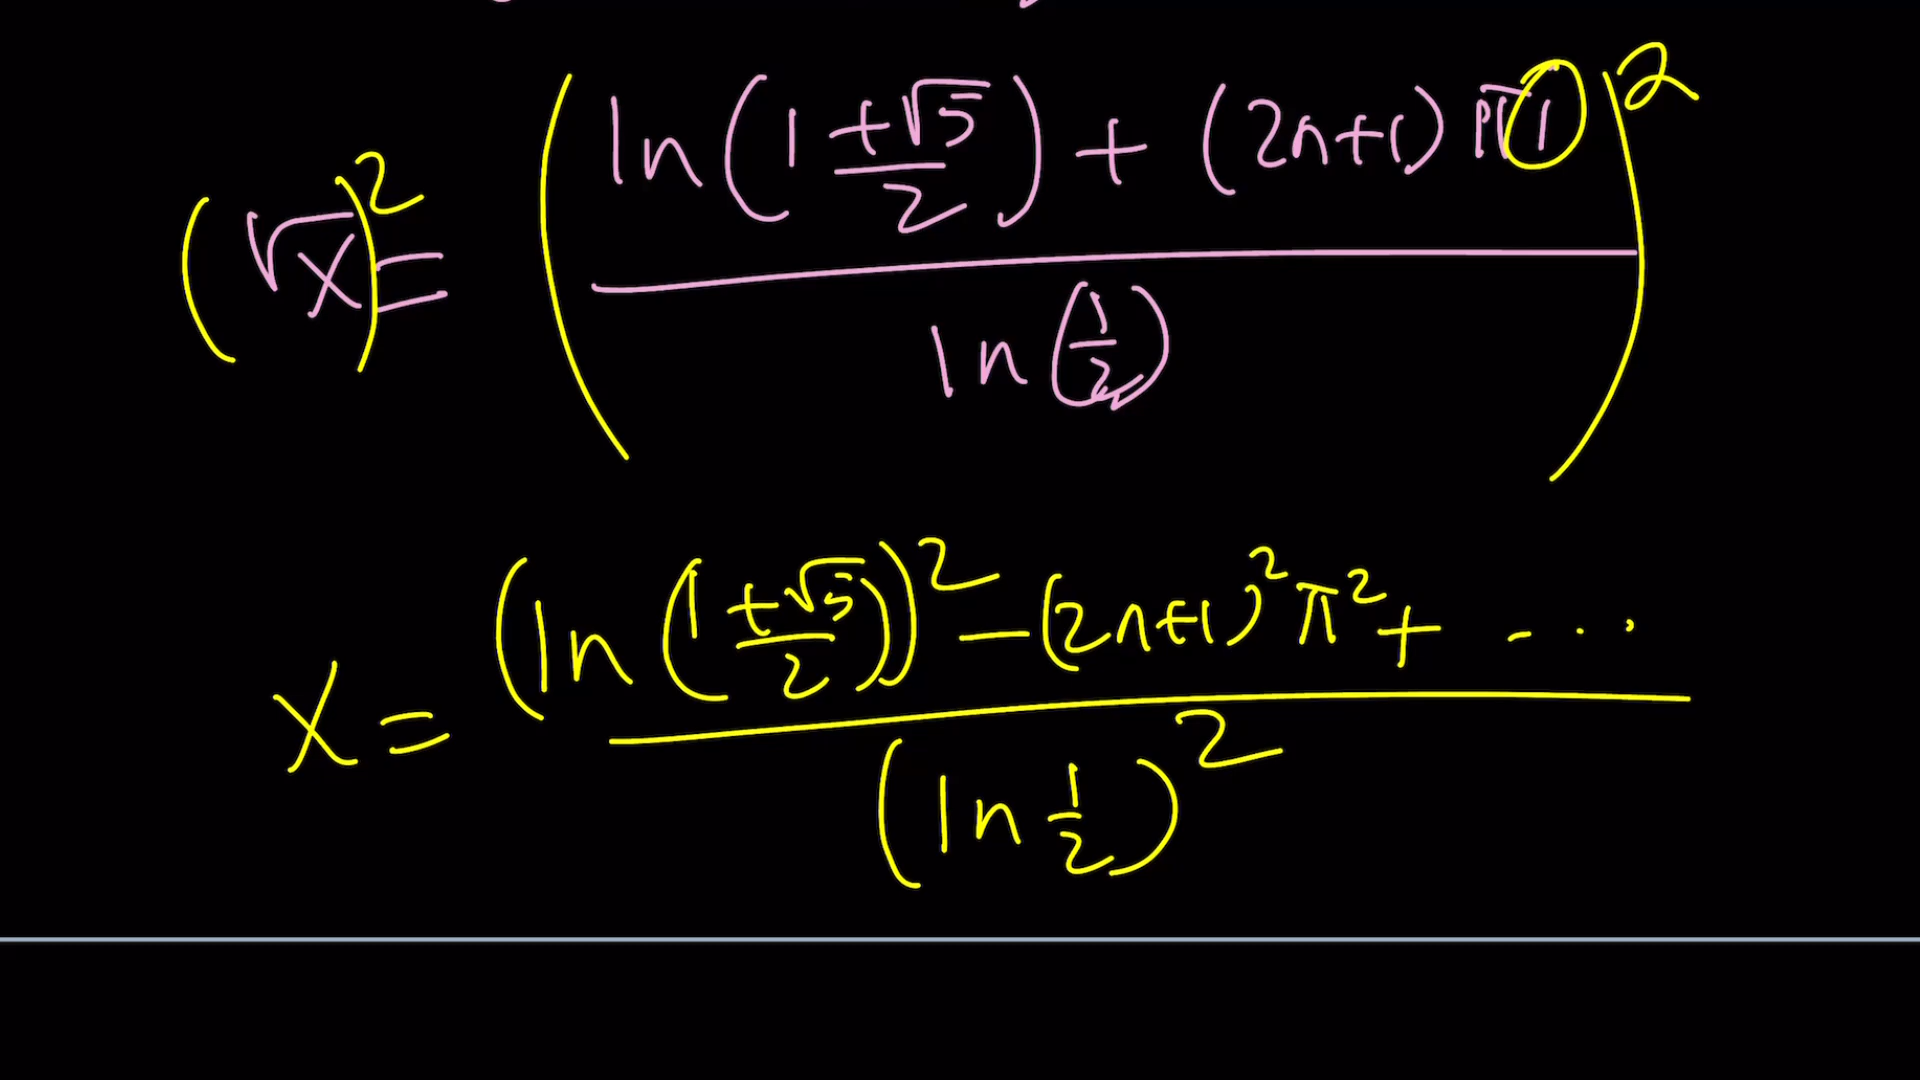 (√x)² = ( (ln((1+√5)/2) + (2n+1)πi) / ln(1/2) )²
x = ( (ln((1+√5)/2))² - (2n+1)²π² + ... ) / (ln 1/2)²